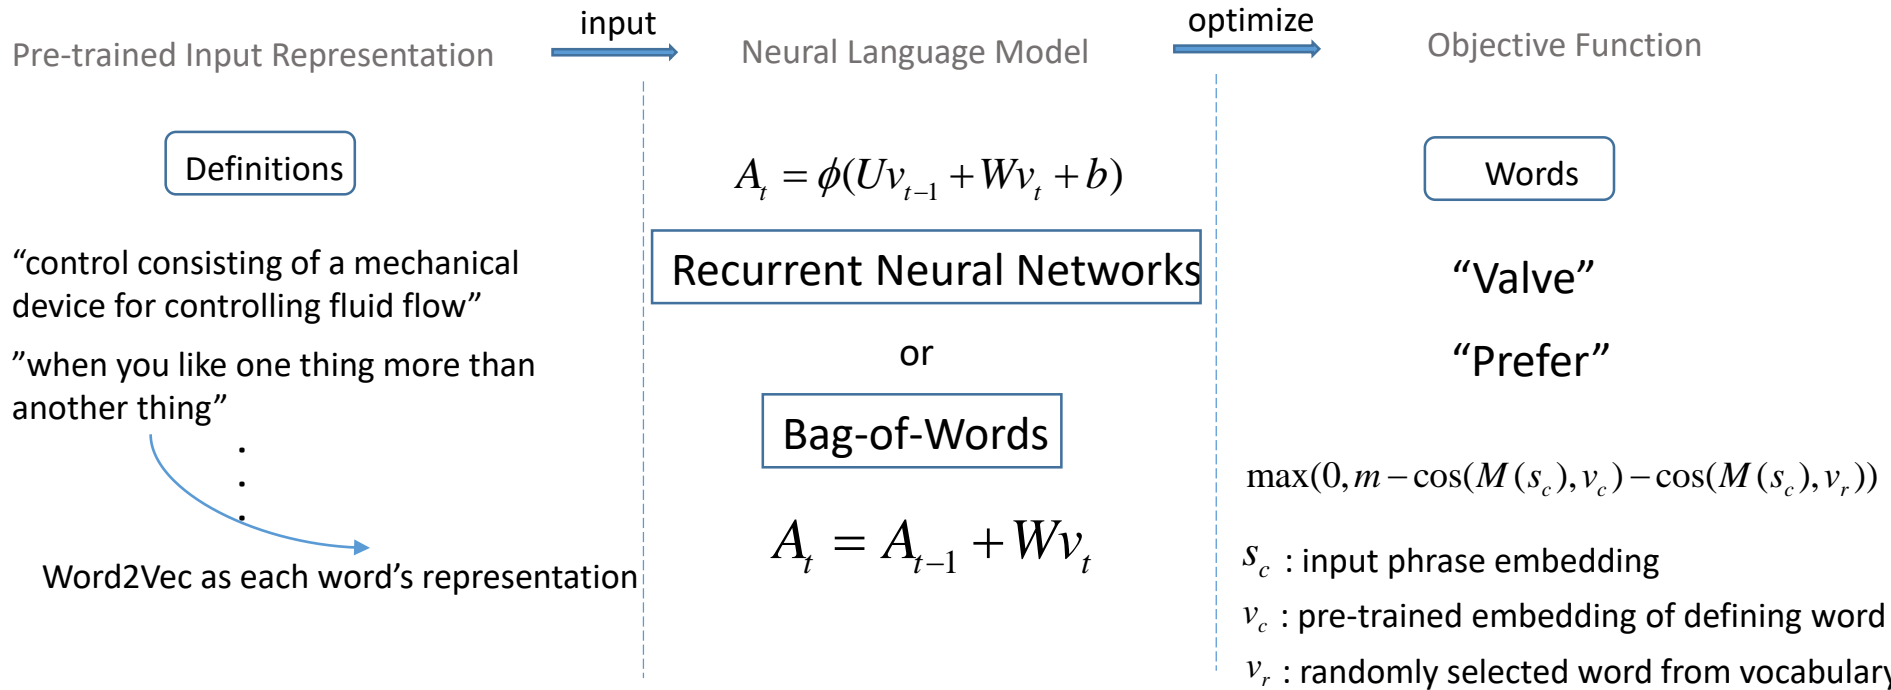 Pre-trained Input Representation
input
Neural Language Model
optimize
Objective Function
Definitions
“control consisting of a mechanical
device for controlling fluid flow”
”when you like one thing more than
another thing”
.
.
.
Word2Vec as each word’s representation
A_t = ϕ(Uv_{t−1} + Wv_t + b)
Recurrent Neural Networks
or
Bag-of-Words
A_t = A_{t−1} + Wv_t
Words
“Valve”
“Prefer”
max(0, m − cos(M(s_c), v_c) − cos(M(s_c), v_r))
s_c : input phrase embedding
v_c : pre-trained embedding of defining word
v_r : randomly selected word from vocabulary